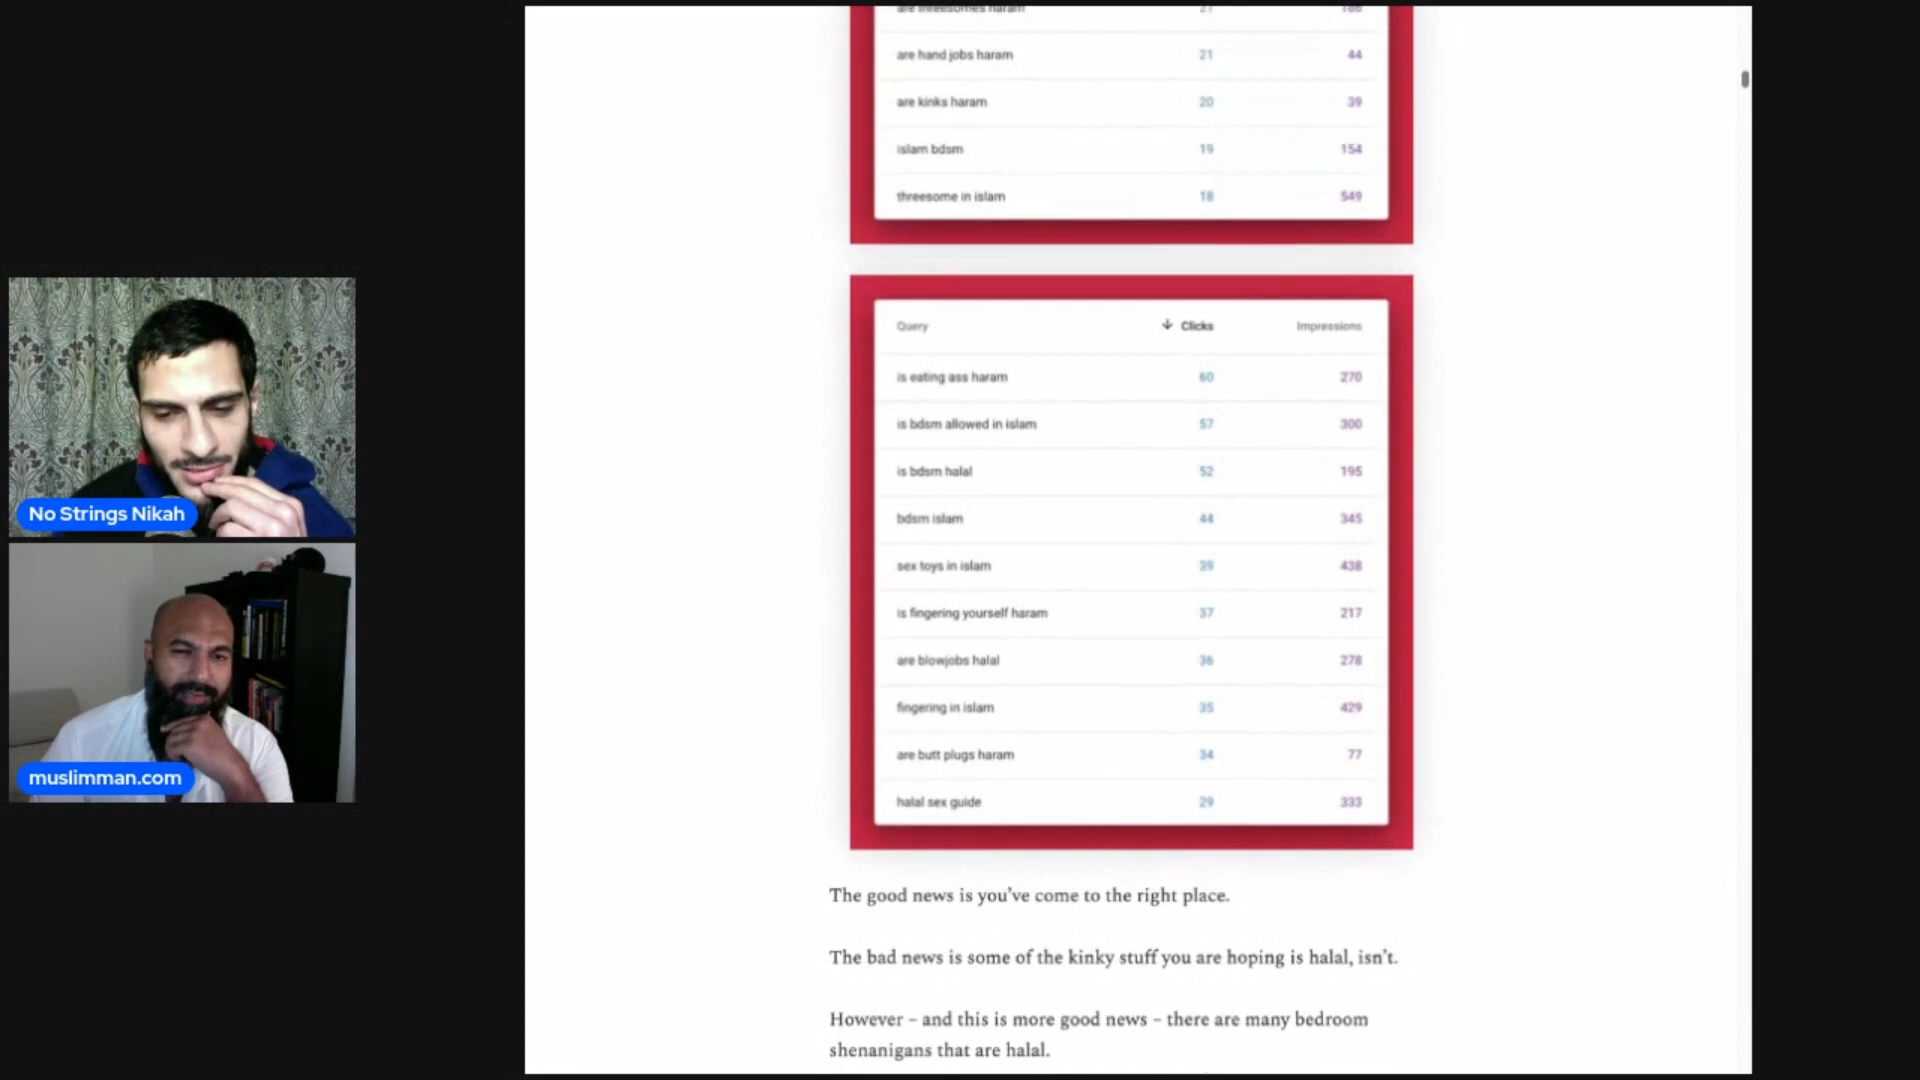 are threesomes haram 27 186
are hand jobs haram 21 44
are kinks haram 20 39
islam bdsm 19 154
threesome in islam 18 549
Query Clicks Impressions
is eating ass haram 60 270
is bdsm allowed in islam 57 300
is bdsm halal 52 195
bdsm islam 44 345
sex toys in islam 39 438
is fingering yourself haram 37 217
are blowjobs halal 36 278
fingering in islam 35 429
are butt plugs haram 34 77
halal sex guide 29 333
The good news is you've come to the right place.
The bad news is some of the kinky stuff you are hoping is halal, isn't.
However – and this is more good news – there are many bedroom
shenanigans that are halal.
No Strings Nikah
muslimman.com